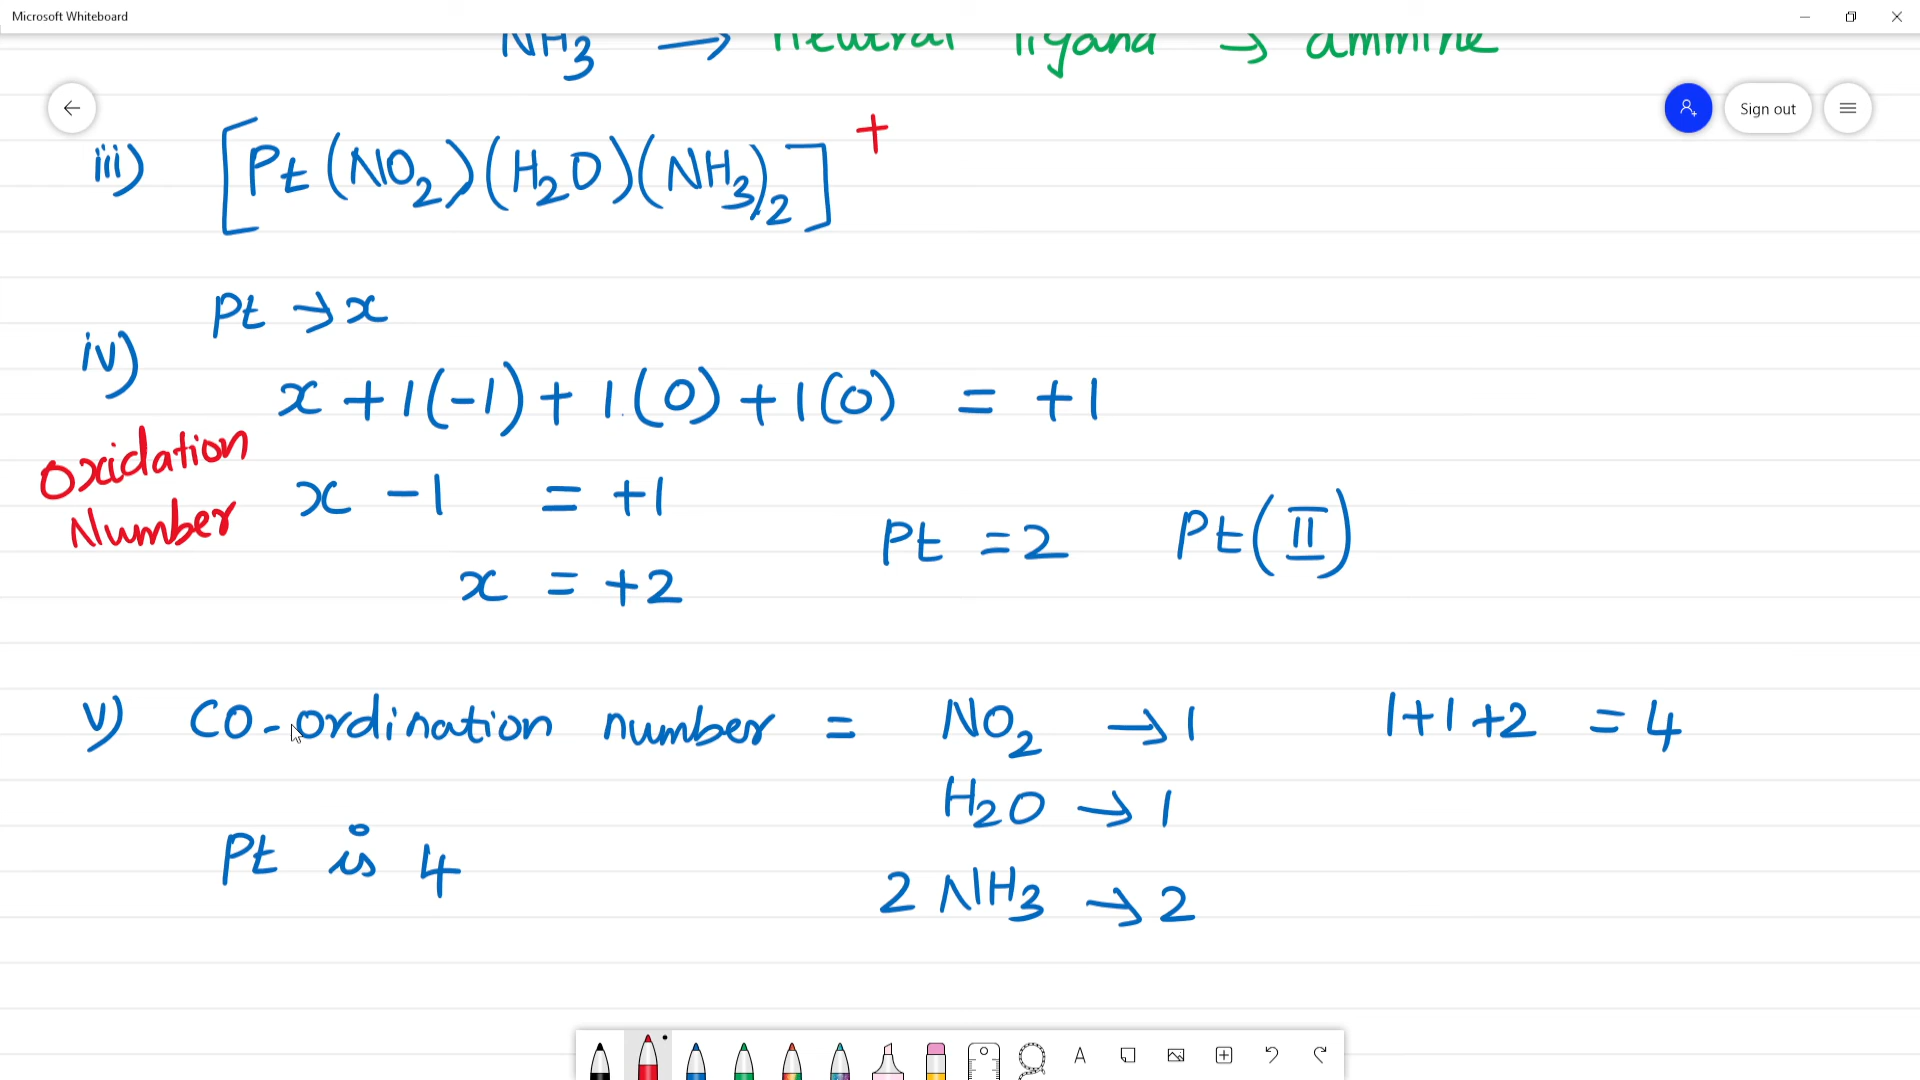 Microsoft Whiteboard
NH3 → neutral ligand → ammine
Sign out
iii) [Pt(NO2)(H2O)(NH3)2]+
Pt → x
iv)
x + 1(-1) + 1.(0) + 1(0) = +1
Oxidation
Number
x - 1 = +1
Pt = 2 Pt(II)
x = +2
v) CO-ordination number = NO2 → 1 1+1+2 = 4
H2O → 1
Pt is 4
2 NH3 → 2
A